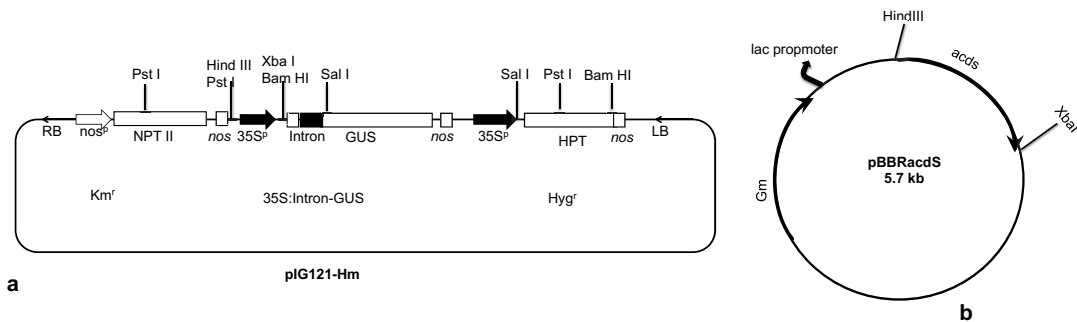 Pst I
Hind III
Pst I
Xba I
Bam HI
Sal I
Sal I
Pst I
Bam HI
RB
nosᵖ
NPT II
nos
35Sᵖ
Intron
GUS
nos
35Sᵖ
HPT
nos
LB
Kmʳ
35S:Intron-GUS
Hygʳ
pIG121-Hm
a
HindIII
lac propmoter
acds
XbaI
pBBRacdS
5.7 kb
Gm
b